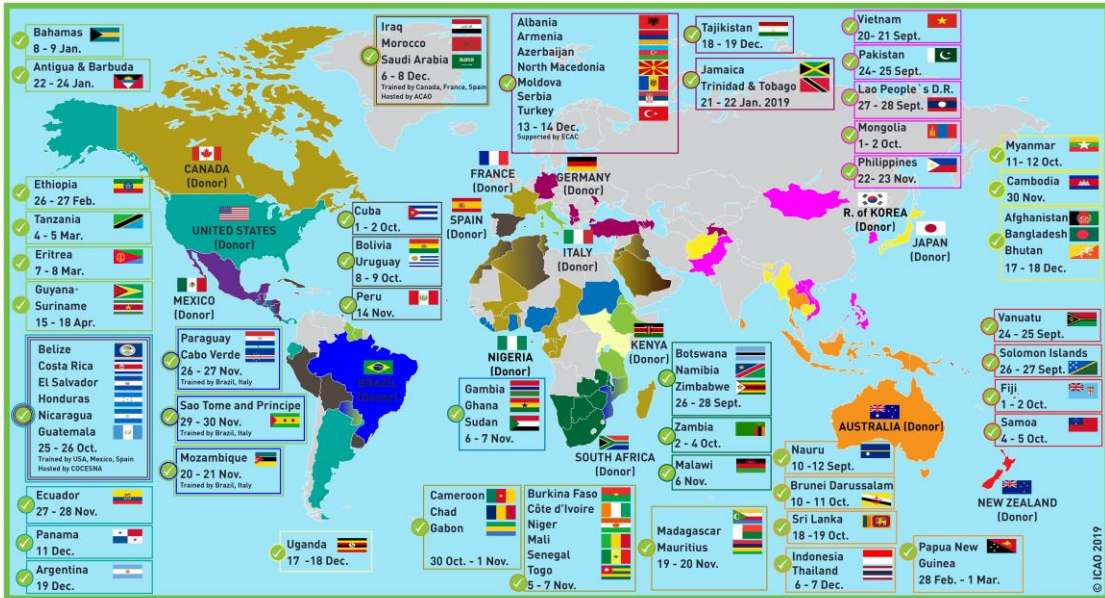 Bahamas
8 - 9 Jan.
Antigua & Barbuda
22 - 24 Jan.
Iraq
Morocco
Saudi Arabia
6 - 8 Dec.
Trained by Canada, France, Spain
Hosted by ACAO
Albania
Armenia
Azerbaijan
North Macedonia
Moldova
Serbia
Turkey
13 - 14 Dec.
Supported by ECAC
Tajikistan
18 - 19 Dec.
Jamaica
Trinidad & Tobago
21 - 22 Jan. 2019
Vietnam
20- 21 Sept.
Pakistan
24- 25 Sept.
Lao People`s D.R.
27 - 28 Sept.
Mongolia
1- 2 Oct.
Philippines
22- 23 Nov.
Myanmar
11- 12 Oct.
Cambodia
30 Nov.
Afghanistan
Bangladesh
Bhutan
17 - 18 Dec.
CANADA
(Donor)
FRANCE
(Donor)
GERMANY
(Donor)
SPAIN
(Donor)
ITALY
(Donor)
R. of KOREA
(Donor)
JAPAN
(Donor)
UNITED STATES
(Donor)
MEXICO
(Donor)
Ethiopia
26 - 27 Feb.
Tanzania
4 - 5 Mar.
Eritrea
7 - 8 Mar.
Guyana·
Suriname
15 - 18 Apr.
Cuba
1 - 2 Oct.
Bolivia
Uruguay
8 - 9 Oct.
Peru
14 Nov.
Belize
Costa Rica
El Salvador
Honduras
Nicaragua
Guatemala
25 - 26 Oct.
Trained by USA, Mexico, Spain
Hosted by COCESNA
Paraguay
Cabo Verde
26 - 27 Nov.
Trained by Brazil, Italy
Sao Tome and Principe
29 - 30 Nov.
Trained by Brazil, Italy
Mozambique
20 - 21 Nov.
Trained by Brazil, Italy
BRAZIL
(Donor)
NIGERIA
(Donor)
KENYA
(Donor)
Gambia
Ghana
Sudan
6 - 7 Nov.
Botswana
Namibia
Zimbabwe
26 - 28 Sept.
Zambia
2 - 4 Oct.
Malawi
6 Nov.
SOUTH AFRICA
(Donor)
Vanuatu
24 - 25 Sept.
Solomon Islands
26 - 27 Sept.
Fiji
1 - 2 Oct.
Samoa
4 - 5 Oct.
AUSTRALIA (Donor)
NEW ZEALAND
(Donor)
Nauru
10 -12 Sept.
Brunei Darussalam
10 - 11 Oct.
Sri Lanka
18 -19 Oct.
Indonesia
Thailand
6 - 7 Dec.
Papua New
Guinea
28 Feb. - 1 Mar.
Ecuador
27 - 28 Nov.
Panama
11 Dec.
Argentina
19 Dec.
Uganda
17 -18 Dec.
Cameroon
Chad
Gabon
30 Oct. - 1 Nov.
Burkina Faso
Côte d'Ivoire
Niger
Mali
Senegal
Togo
5 - 7 Nov.
Madagascar
Mauritius
19 - 20 Nov.
© ICAO 2019